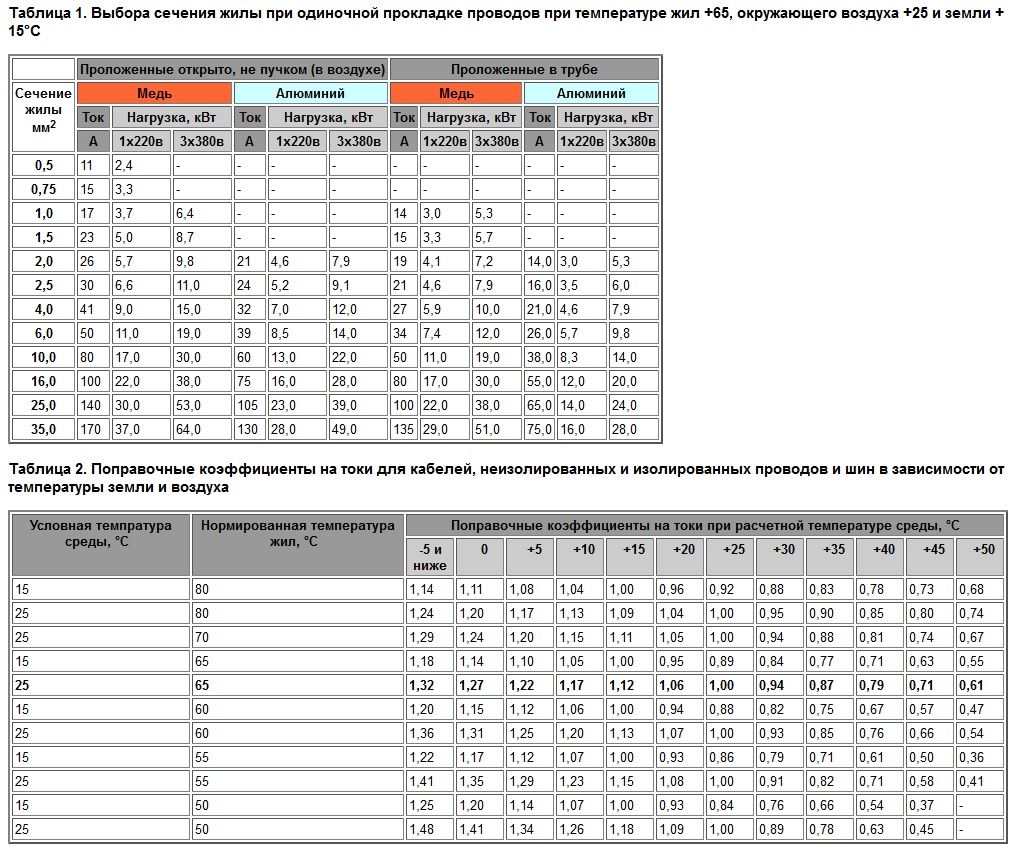 Таблица 1. Выбора сечения жилы при одиночной прокладке проводов при температуре жил +65, окружающего воздуха +25 и земли +
15°С
Проложенные открыто, не пучком (в воздухе) Проложенные в трубе
Сечение жилы мм2 Медь Алюминий Медь Алюминий
Ток Нагрузка, кВт Ток Нагрузка, кВт Ток Нагрузка, кВт Ток Нагрузка, кВт
А 1х220в 3х380в А 1х220в 3х380в А 1х220в 3х380в А 1х220в 3х380в
0,5 11 2,4 - - - - - - - - - -
0,75 15 3,3 - - - - - - - - - -
1,0 17 3,7 6,4 - - - 14 3,0 5,3 - - -
1,5 23 5,0 8,7 - - - 15 3,3 5,7 - - -
2,0 26 5,7 9,8 21 4,6 7,9 19 4,1 7,2 14,0 3,0 5,3
2,5 30 6,6 11,0 24 5,2 9,1 21 4,6 7,9 16,0 3,5 6,0
4,0 41 9,0 15,0 32 7,0 12,0 27 5,9 10,0 21,0 4,6 7,9
6,0 50 11,0 19,0 39 8,5 14,0 34 7,4 12,0 26,0 5,7 9,8
10,0 80 17,0 30,0 60 13,0 22,0 50 11,0 19,0 38,0 8,3 14,0
16,0 100 22,0 38,0 75 16,0 28,0 80 17,0 30,0 55,0 12,0 20,0
25,0 140 30,0 53,0 105 23,0 39,0 100 22,0 38,0 65,0 14,0 24,0
35,0 170 37,0 64,0 130 28,0 49,0 135 29,0 51,0 75,0 16,0 28,0
Таблица 2. Поправочные коэффициенты на токи для кабелей, неизолированных и изолированных проводов и шин в зависимости от
температуры земли и воздуха
Условная темпратура среды, °С Нормированная температура жил, °С Поправочные коэффициенты на токи при расчетной температуре среды, °С
-5 и ниже 0 +5 +10 +15 +20 +25 +30 +35 +40 +45 +50
15 80 1,14 1,11 1,08 1,04 1,00 0,96 0,92 0,88 0,83 0,78 0,73 0,68
25 80 1,24 1,20 1,17 1,13 1,09 1,04 1,00 0,95 0,90 0,85 0,80 0,74
25 70 1,29 1,24 1,20 1,15 1,11 1,05 1,00 0,94 0,88 0,81 0,74 0,67
15 65 1,18 1,14 1,10 1,05 1,00 0,95 0,89 0,84 0,77 0,71 0,63 0,55
25 65 1,32 1,27 1,22 1,17 1,12 1,06 1,00 0,94 0,87 0,79 0,71 0,61
15 60 1,20 1,15 1,12 1,06 1,00 0,94 0,88 0,82 0,75 0,67 0,57 0,47
25 60 1,36 1,31 1,25 1,20 1,13 1,07 1,00 0,93 0,85 0,76 0,66 0,54
15 55 1,22 1,17 1,12 1,07 1,00 0,93 0,86 0,79 0,71 0,61 0,50 0,36
25 55 1,41 1,35 1,29 1,23 1,15 1,08 1,00 0,91 0,82 0,71 0,58 0,41
15 50 1,25 1,20 1,14 1,07 1,00 0,93 0,84 0,76 0,66 0,54 0,37 -
25 50 1,48 1,41 1,34 1,26 1,18 1,09 1,00 0,89 0,78 0,63 0,45 -